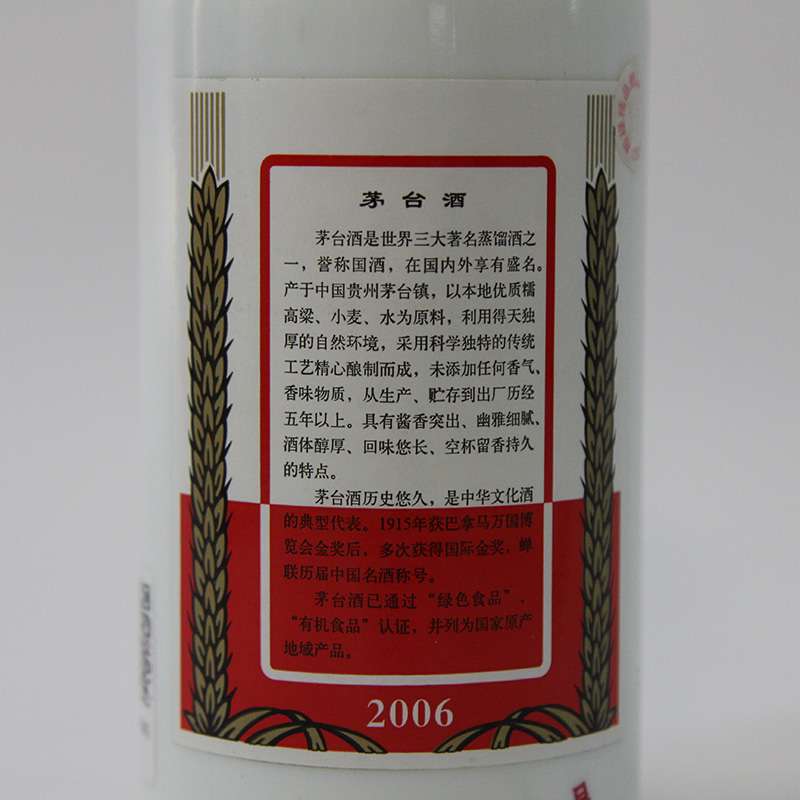 茅台酒
茅台酒是世界三大著名蒸馏酒之
一，誉称国酒，在国内外享有盛名。
产于中国贵州茅台镇，以本地优质糯
高粱、小麦、水为原料，利用得天独
厚的自然环境，采用科学独特的传统
工艺精心酿制而成，未添加任何香气、
香味物质，从生产、贮存到出厂历经
五年以上。具有酱香突出、幽雅细腻、
酒体醇厚、回味悠长、空杯留香持久
的特点。
茅台酒历史悠久，是中华文化酒
的典型代表。1915年获巴拿马万国博
览会金奖后，多次获得国际金奖，蝉
联历届中国名酒称号。
茅台酒已通过“绿色食品”、
“有机食品”认证，并列为国家原产
地域产品。
2006